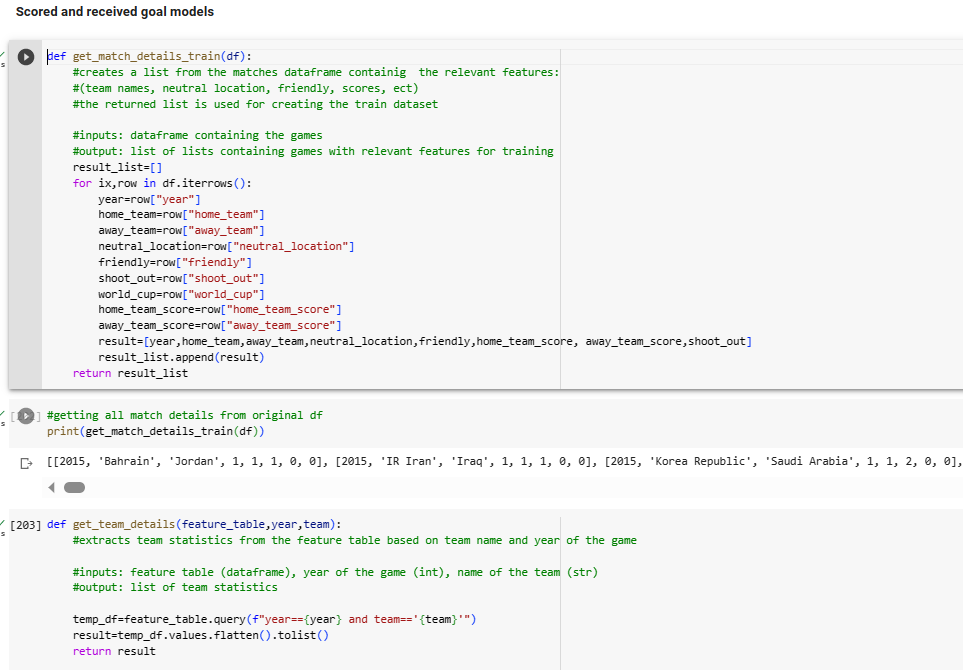 Scored and received goal models
def get_match_details_train(df):
#creates a list from the matches dataframe containig  the relevant features:
#(team names, neutral location, friendly, scores, ect)
#the returned list is used for creating the train dataset
#inputs: dataframe containing the games
#output: list of lists containing games with relevant features for training
result_list=[]
for ix,row in df.iterrows():
year=row["year"]
home_team=row["home_team"]
away_team=row["away_team"]
neutral_location=row["neutral_location"]
friendly=row["friendly"]
shoot_out=row["shoot_out"]
world_cup=row["world_cup"]
home_team_score=row["home_team_score"]
away_team_score=row["away_team_score"]
result=[year,home_team,away_team,neutral_location,friendly,home_team_score, away_team_score,shoot_out]
result_list.append(result)
return result_list
#getting all match details from original df
print(get_match_details_train(df))
[[2015, 'Bahrain', 'Jordan', 1, 1, 1, 0, 0], [2015, 'IR Iran', 'Iraq', 1, 1, 1, 0, 0], [2015, 'Korea Republic', 'Saudi Arabia', 1, 1, 2, 0, 0],
[203] def get_team_details(feature_table,year,team):
#extracts team statistics from the feature table based on team name and year of the game
#inputs: feature table (dataframe), year of the game (int), name of the team (str)
#output: list of team statistics
temp_df=feature_table.query(f"year=={year} and team=='{team}'")
result=temp_df.values.flatten().tolist()
return result